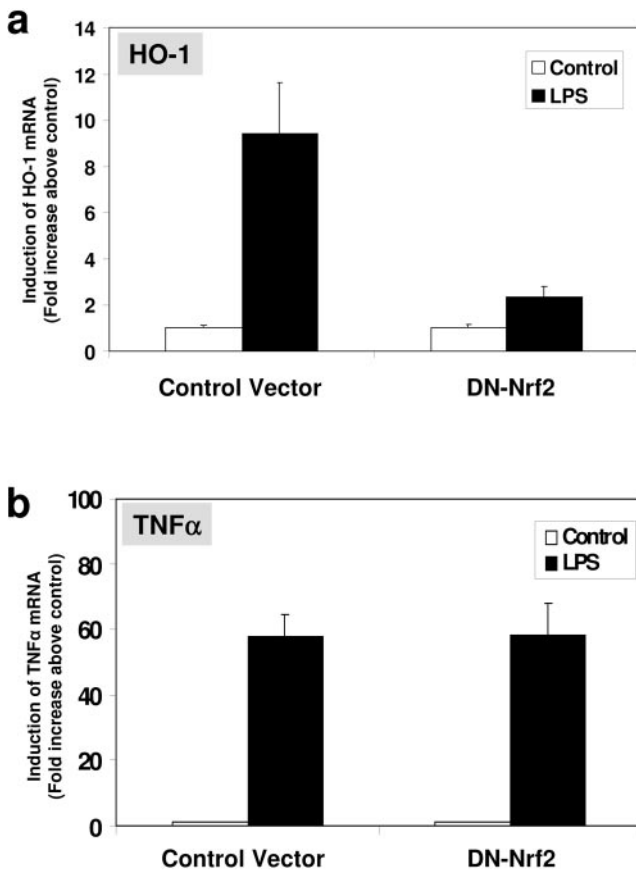 a
HO-1
Control
LPS
Induction of HO-1 mRNA
(Fold increase above control)
14
12
10
8
6
4
2
0
Control Vector
DN-Nrf2
b
TNFα
Control
LPS
Induction of TNFα mRNA
(Fold increase above control)
100
80
60
40
20
0
Control Vector
DN-Nrf2